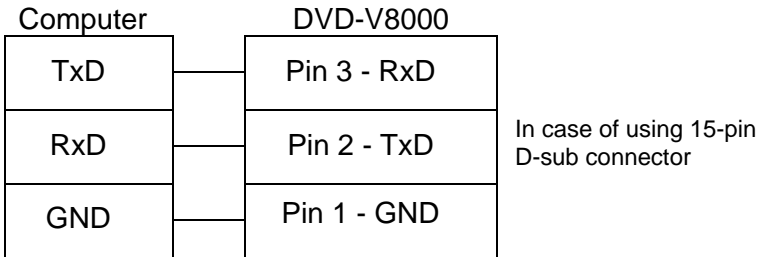 Computer DVD-V8000
TxD Pin 3 - RxD
RxD Pin 2 - TxD
In case of using 15-pin
D-sub connector
GND Pin 1 - GND